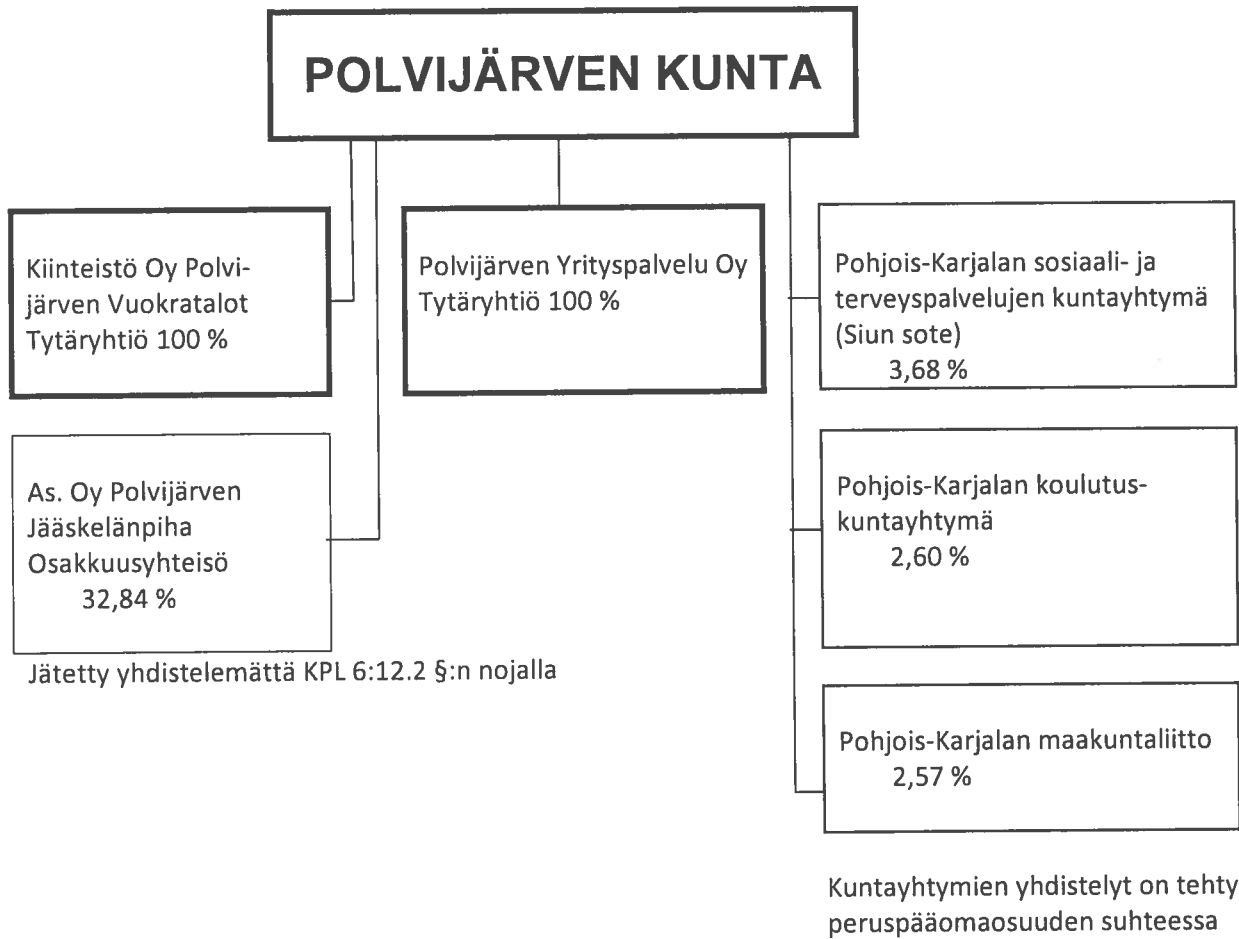 POLVIJÄRVEN KUNTA
Kiinteistö Oy Polvi-
järven Vuokratalot
Tytäryhtiö 100 %
Polvijärven Yrityspalvelu Oy
Tytäryhtiö 100 %
Pohjois-Karjalan sosiaali- ja
terveyspalvelujen kuntayhtymä
(Siun sote)
3,68 %
As. Oy Polvijärven
Jääskelänpiha
Osakkuusyhteisö
32,84 %
Jätetty yhdistelemättä KPL 6:12.2 §:n nojalla
Pohjois-Karjalan koulutus-
kuntayhtymä
2,60 %
Pohjois-Karjalan maakuntaliitto
2,57 %
Kuntayhtymien yhdistelyt on tehty
peruspääomaosuuden suhteessa